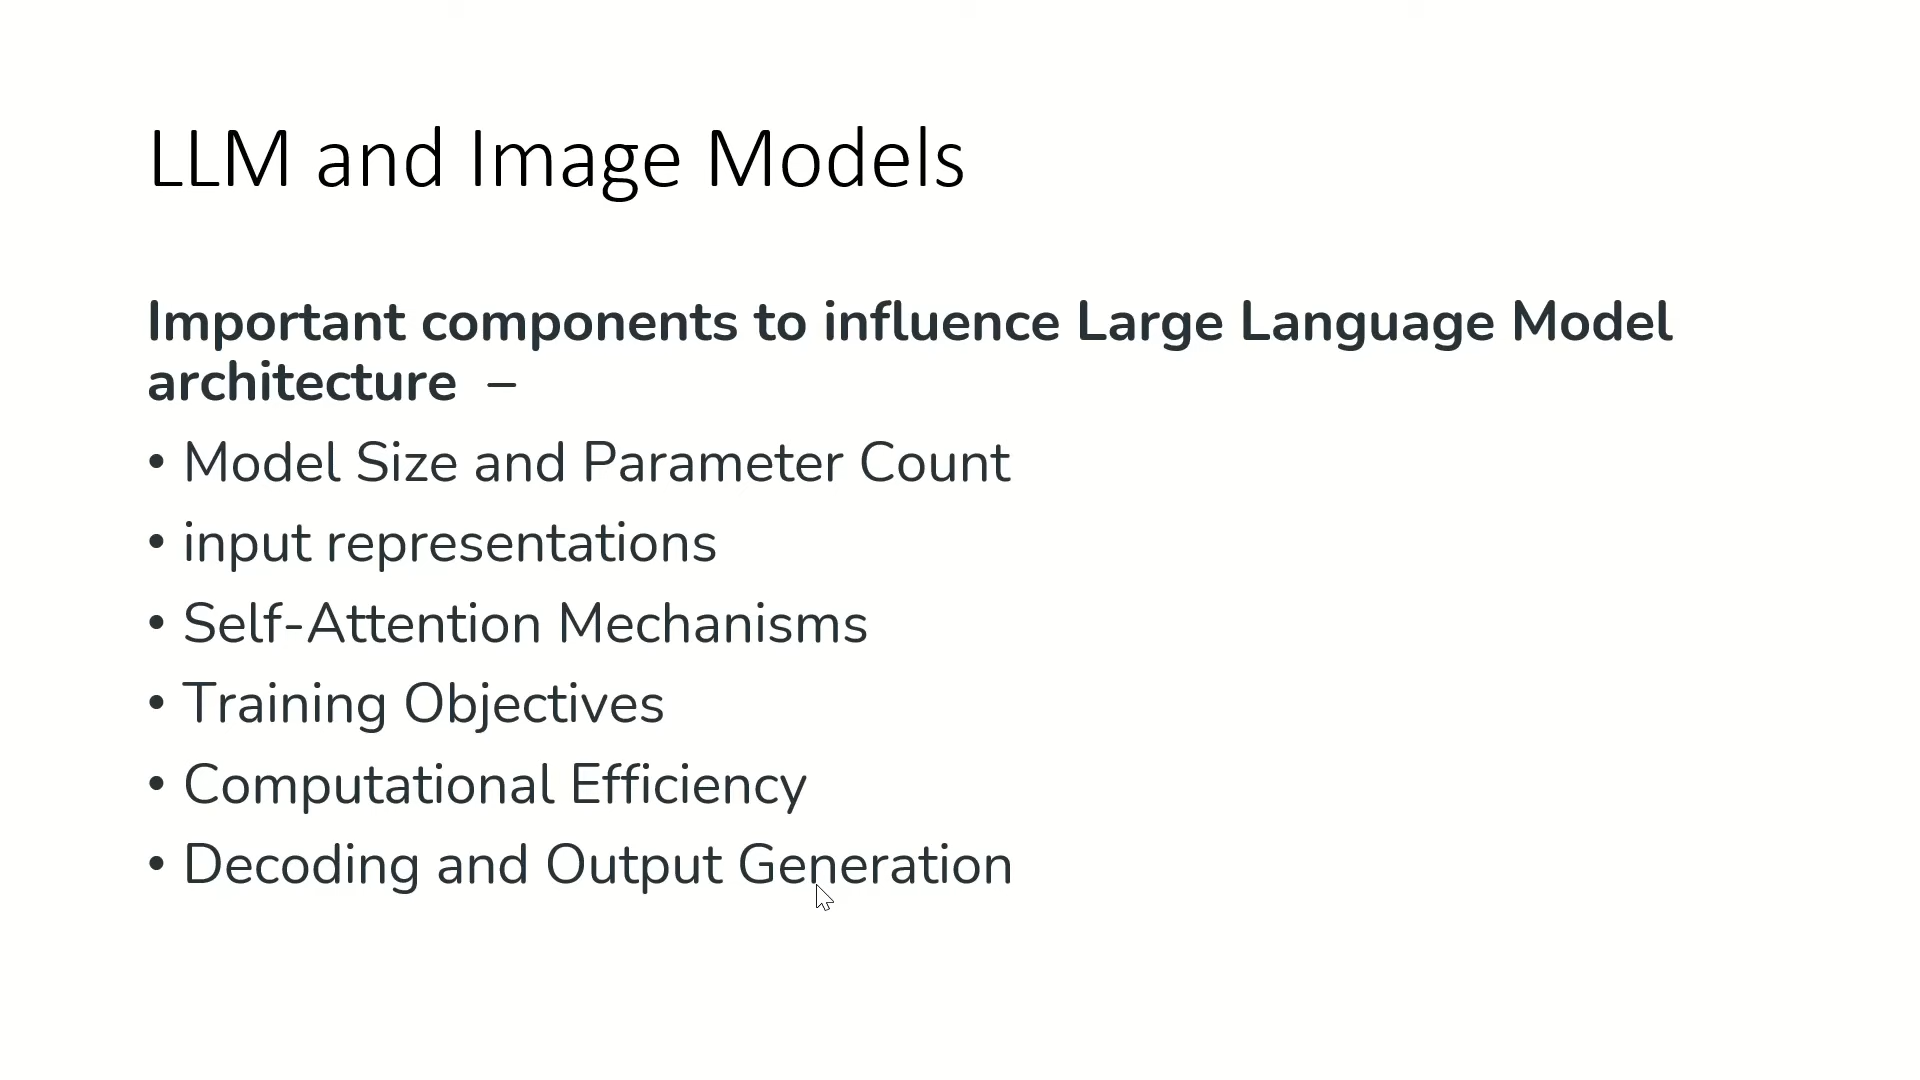 LLM and Image Models
Important components to influence Large Language Model
architecture –
• Model Size and Parameter Count
• input representations
• Self-Attention Mechanisms
• Training Objectives
• Computational Efficiency
• Decoding and Output Generation